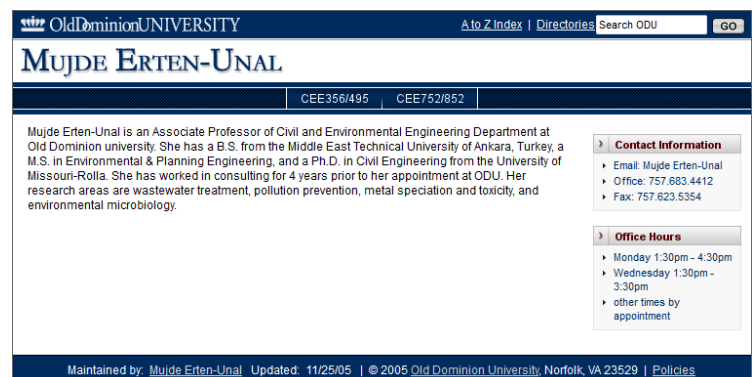 OldDominionUNIVERSITY
A to Z Index | Directories Search ODU GO
MUJDE ERTEN-UNAL
CEE356/495 CEE752/852
Mujde Erten-Unal is an Associate Professor of Civil and Environmental Engineering Department at
Old Dominion university. She has a B.S. from the Middle East Technical University of Ankara, Turkey, a
M.S. in Environmental & Planning Engineering, and a Ph.D. in Civil Engineering from the University of
Missouri-Rolla. She has worked in consulting for 4 years prior to her appointment at ODU. Her
research areas are wastewater treatment, pollution prevention, metal speciation and toxicity, and
environmental microbiology.
Contact Information
Email: Mujde Erten-Unal
Office: 757.683.4412
Fax: 757.623.5354
Office Hours
Monday 1:30pm - 4:30pm
Wednesday 1:30pm -
3:30pm
other times by
appointment
Maintained by: Mujde Erten-Unal Updated: 11/25/05 | © 2005 Old Dominion University, Norfolk, VA 23529 | Policies